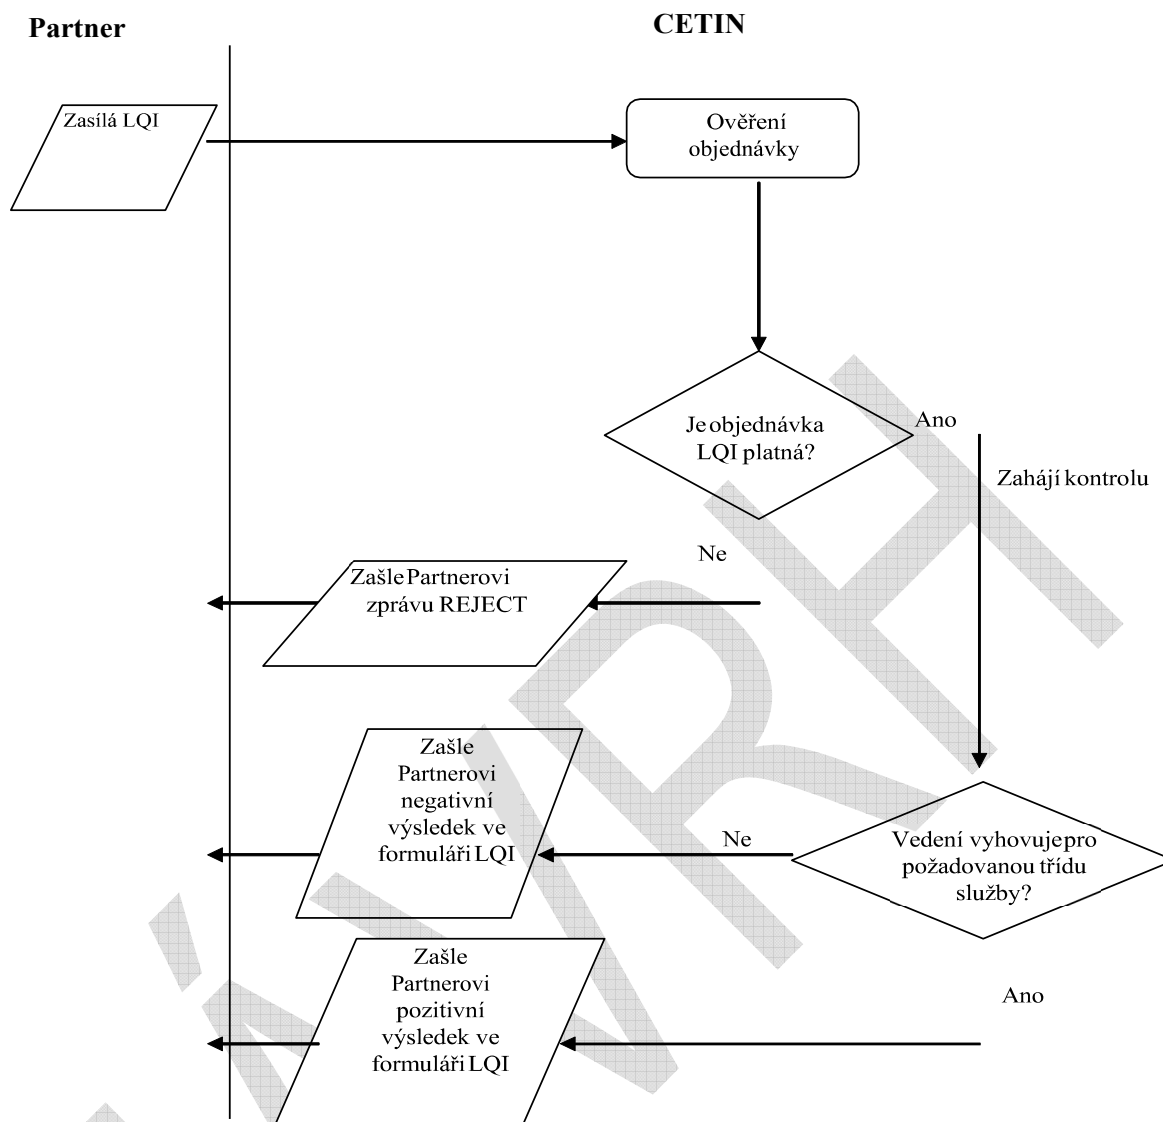 Partner
CETIN
Zasílá LQI
Ověření
objednávky
Je objednávka
LQI platná?
Ano
Zahájí kontrolu
Ne
Zašle Partnerovi
zprávu REJECT
Zašle
Partnerovi
negativní
výsledek ve
formuláři LQI
Ne
Vedení vyhovuje pro
požadovanou třídu
služby?
Zašle
Partnerovi
pozitivní
výsledek ve
formuláři LQI
Ano
ÁVRH